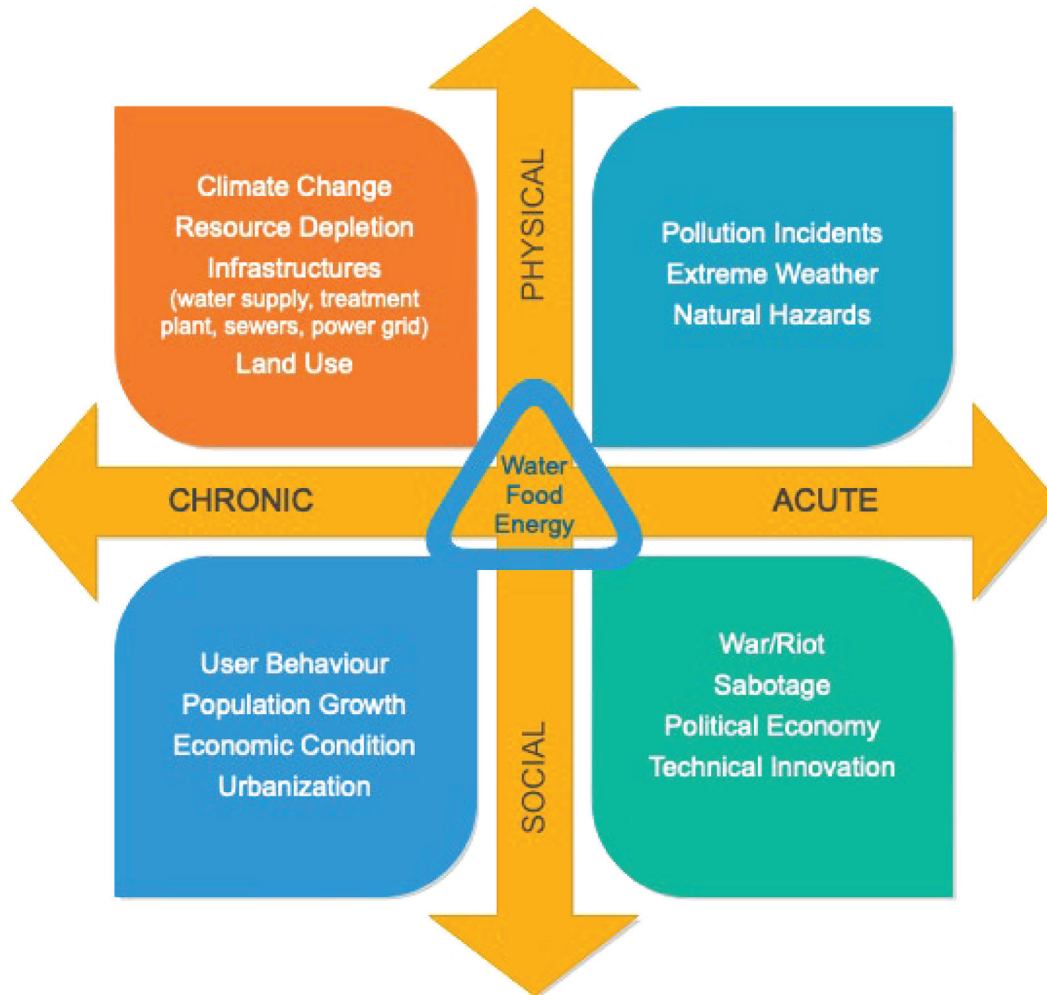 PHYSICAL
Climate Change
Resource Depletion
Infrastructures
(water supply, treatment
plant, sewers, power grid)
Land Use
Pollution Incidents
Extreme Weather
Natural Hazards
CHRONIC
Water
Food
Energy
ACUTE
User Behaviour
Population Growth
Economic Condition
Urbanization
SOCIAL
War/Riot
Sabotage
Political Economy
Technical Innovation